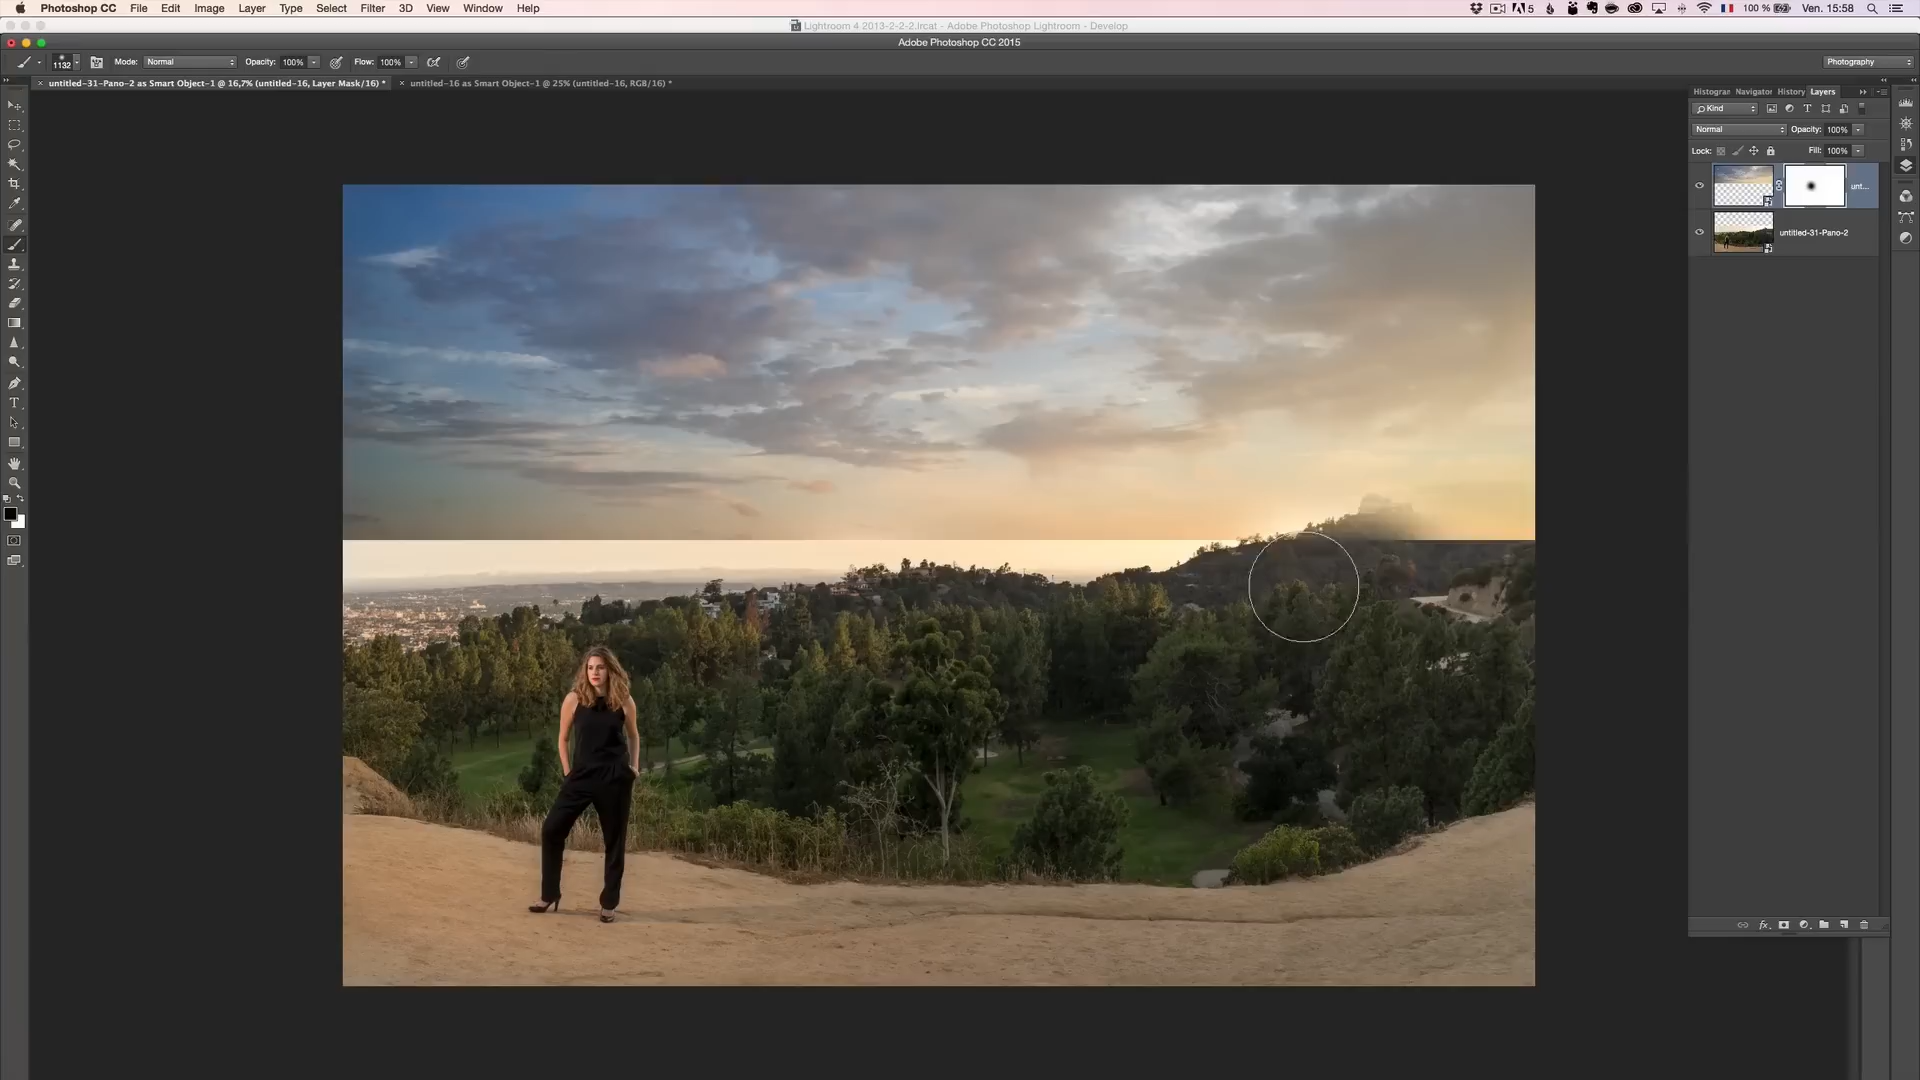 Photoshop CC File Edit Image Layer Type Select Filter 3D View Window Help 5 100 % Ven. 15:58
Lightroom 4 2013-2-2-2.lrcat - Adobe Photoshop Lightroom - Develop
Adobe Photoshop CC 2015
1132 Mode: Normal Opacity: 100% Flow: 100% Photography
× untitled-31-Pano-2 as Smart Object-1 @ 16,7% (untitled-16, Layer Mask/16) * × untitled-16 as Smart Object-1 @ 25% (untitled-16, RGB/16) *
Histogran Navigator History Layers
Kind
Normal Opacity: 100%
Lock: Fill: 100%
unt...
untitled-31-Pano-2
fx